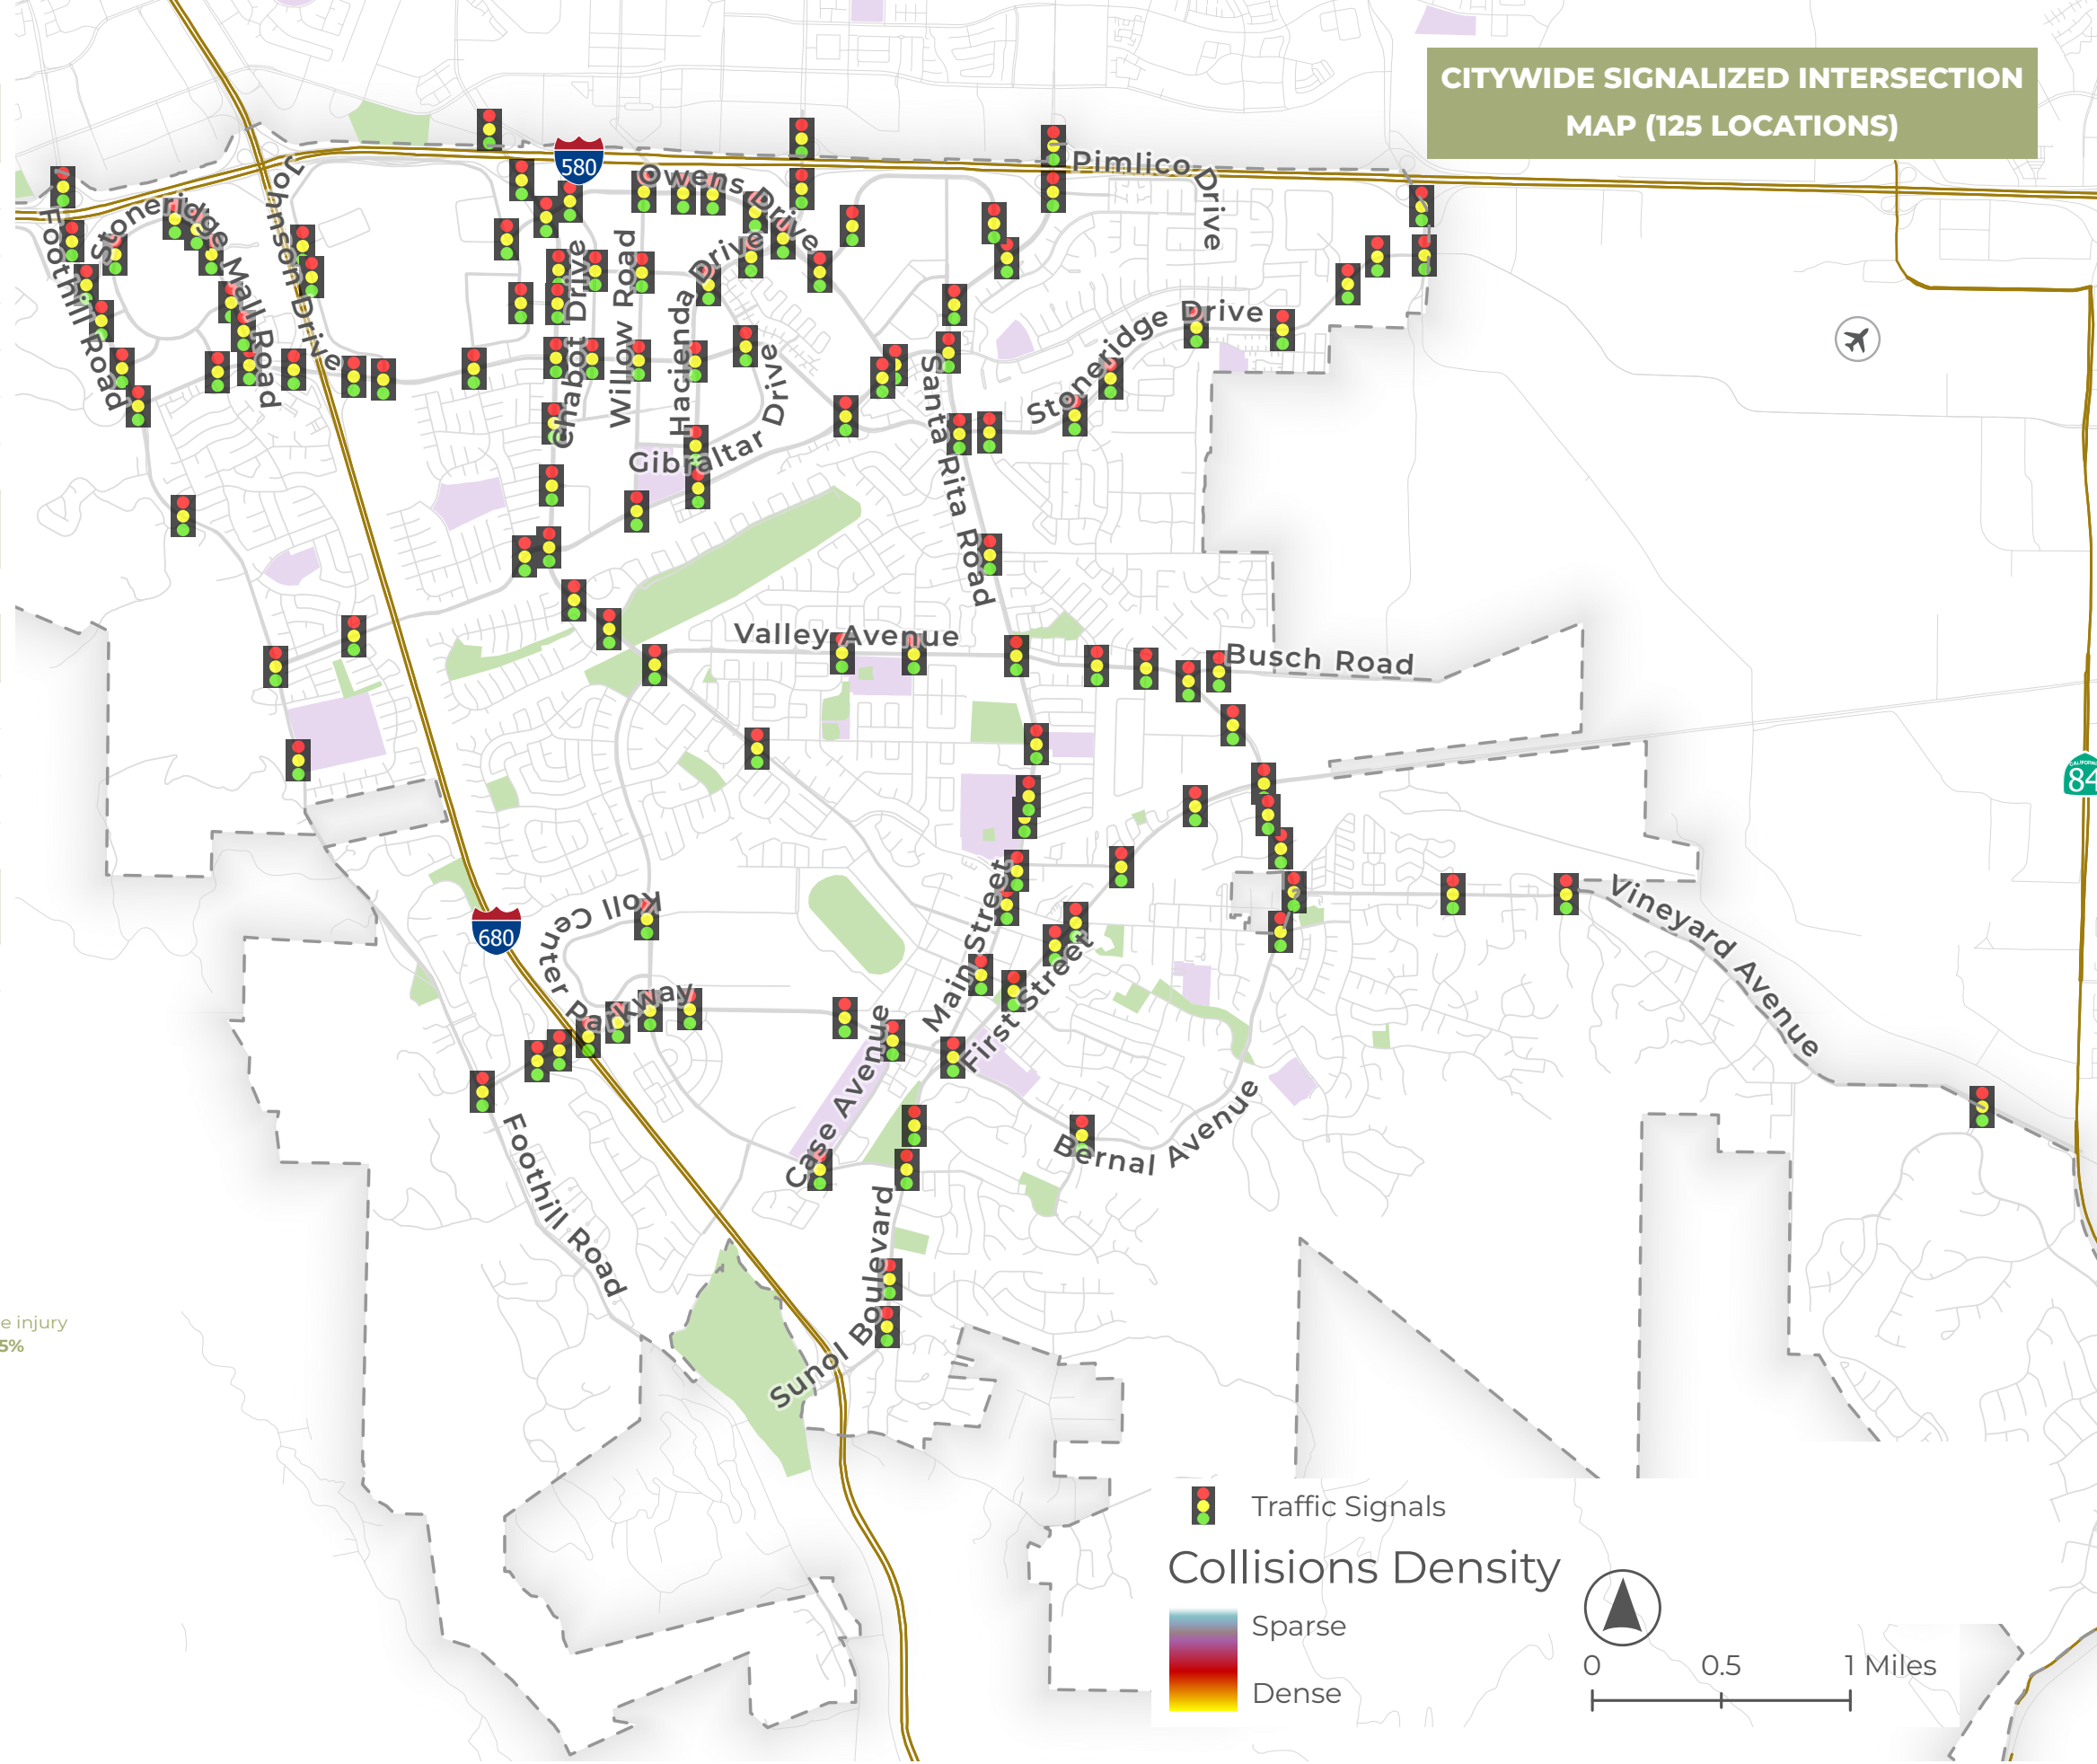 CITYWIDE SIGNALIZED INTERSECTION
MAP (125 LOCATIONS)
580
Pimlico
Drive
Owens Drive
Stoneridge Mall Road
Johnson Drive
Foothill Road
Chabot Drive
Willow Road
Hacienda Drive
Gibraltar Drive
Stoneridge Drive
Santa Rita Road
Valley Avenue
Busch Road
CALIFORNIA
84
680
Koll Center Parkway
Main Street
First Street
Vineyard Avenue
Case Avenue
Bernal Avenue
Foothill Road
Sunol Boulevard
e injury
5%
Traffic Signals
Collisions Density
Sparse
Dense
0 0.5 1 Miles